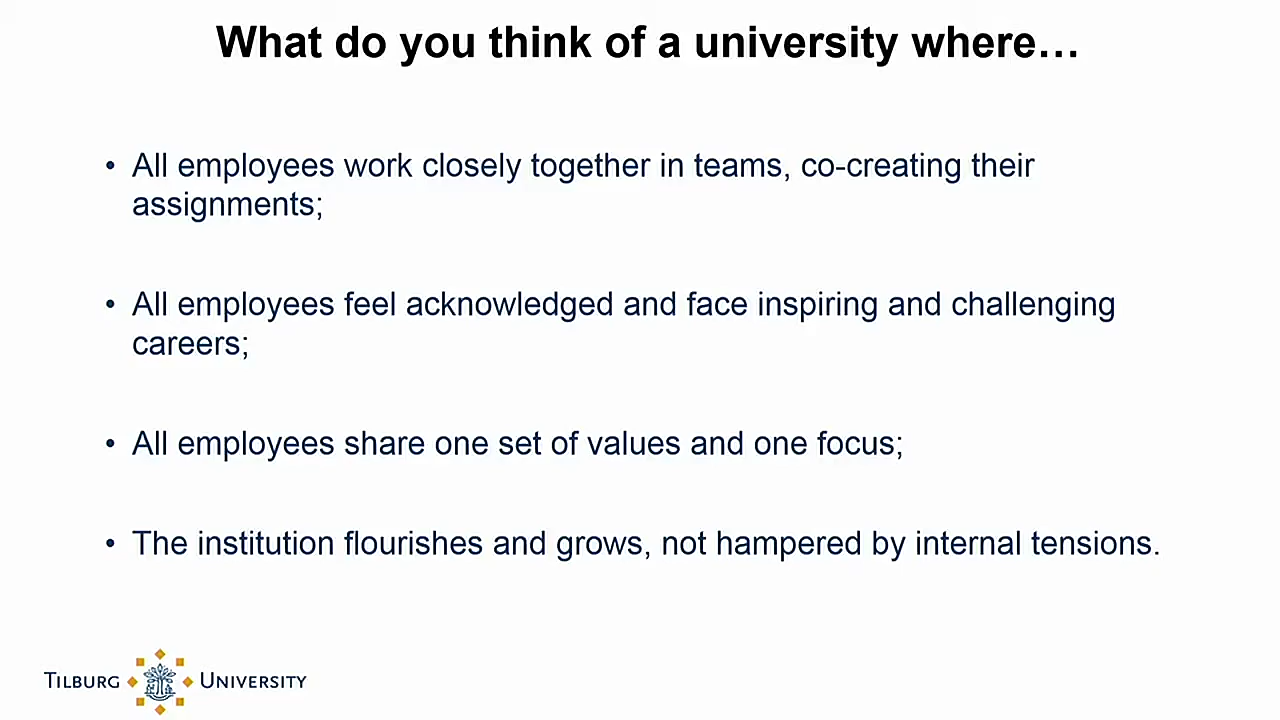 What do you think of a university where…
• All employees work closely together in teams, co-creating their
assignments;
• All employees feel acknowledged and face inspiring and challenging
careers;
• All employees share one set of values and one focus;
• The institution flourishes and grows, not hampered by internal tensions.
TILBURG UNIVERSITY